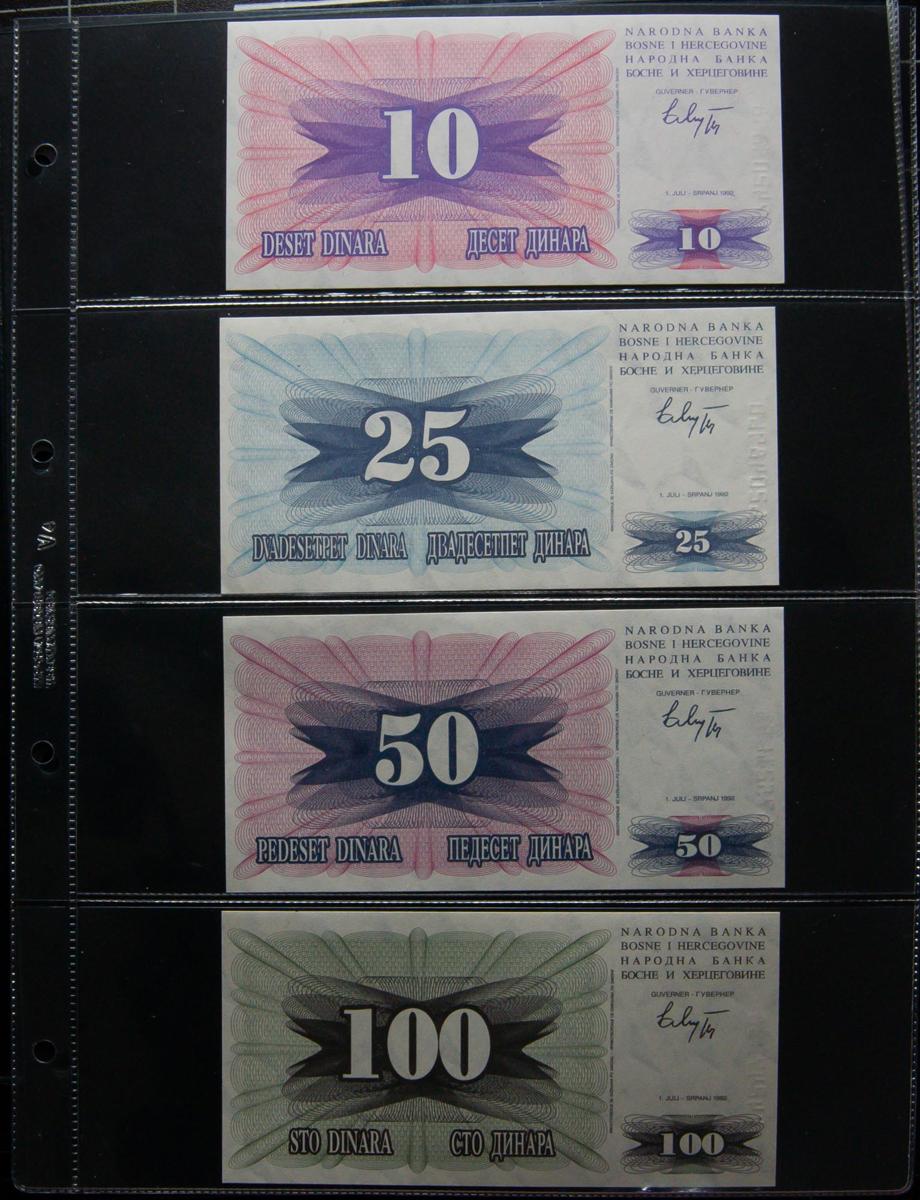 NARODNA BANKA
BOSNE I HERCEGOVINE
НАРОДНА БАНКА
БОСНЕ И ХЕРЦЕГОВИНЕ
GUVERNER - ГУВЕРНЕР
10
1. JULI - SRPANJ 1992.
DESET DINARA ДЕСЕТ ДИНАРА
10
NARODNA BANKA
BOSNE I HERCEGOVINE
НАРОДНА БАНКА
БОСНЕ И ХЕРЦЕГОВИНЕ
GUVERNER - ГУВЕРНЕР
25
1. JULI - SRPANJ 1992
DVADESETPET DINARA ДВАДЕСЕТПЕТ ДИНАРА
25
NARODNA BANKA
BOSNE I HERCEGOVINE
НАРОДНА БАНКА
БОСНЕ И ХЕРЦЕГОВИНЕ
GUVERNER - ГУВЕРНЕР
50
1. JULI - SRPANJ 1992
PEDESET DINARA ПЕДЕСЕТ ДИНАРА
50
NARODNA BANKA
BOSNE I HERCEGOVINE
НАРОДНА БАНКА
БОСНЕ И ХЕРЦЕГОВИНЕ
GUVERNER - ГУВЕРНЕР
100
1. JULI - SRPANJ 1992
STO DINARA СТО ДИНАРА
100